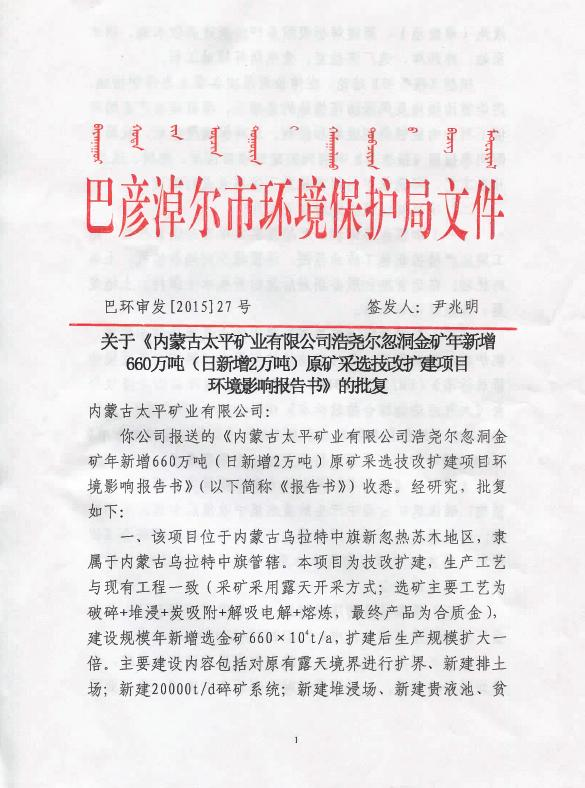 巴彦淖尔市环境保护局文件
巴环审发[2015]27号 签发人：尹兆明
关于《内蒙古太平矿业有限公司浩尧尔忽洞金矿年新增
660万吨（日新增2万吨）原矿采选技改扩建项目
环境影响报告书》的批复
内蒙古太平矿业有限公司：
你公司报送的《内蒙古太平矿业有限公司浩尧尔忽洞金
矿年新增660万吨（日新增2万吨）原矿采选技改扩建项目环
境影响报告书》（以下简称《报告书》）收悉。经研究，批复
如下：
一、该项目位于内蒙古乌拉特中旗新忽热苏木地区，隶
属于内蒙古乌拉特中旗管辖。本项目为技改扩建，生产工艺
与现有工程一致（采矿采用露天开采方式；选矿主要工艺为
破碎+堆浸+炭吸附+解吸电解+熔炼，最终产品为合质金），
建设规模年新增选金矿660×10⁴t/a，扩建后生产规模扩大一
倍。主要建设内容包括对原有露天境界进行扩界、新建排土
场；新建20000t/d碎矿系统；新建堆浸场、新建贵液池、贫
1